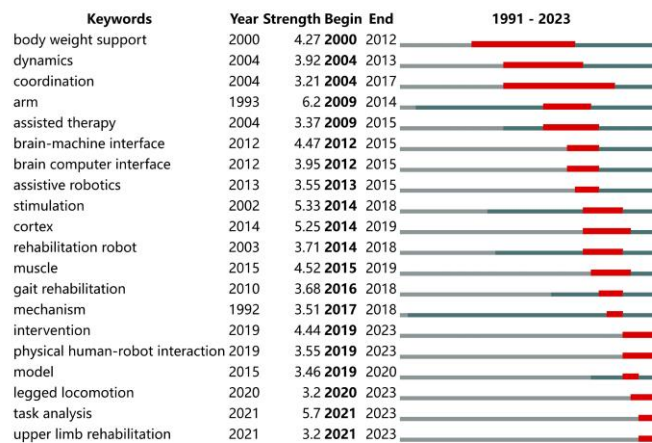 Keywords Year Strength Begin End 1991 - 2023
body weight support 2000 4.27 2000 2012
dynamics 2004 3.92 2004 2013
coordination 2004 3.21 2004 2017
arm 1993 6.2 2009 2014
assisted therapy 2004 3.37 2009 2015
brain-machine interface 2012 4.47 2012 2015
brain computer interface 2012 3.95 2012 2015
assistive robotics 2013 3.55 2013 2015
stimulation 2002 5.33 2014 2018
cortex 2014 5.25 2014 2019
rehabilitation robot 2003 3.71 2014 2018
muscle 2015 4.52 2015 2019
gait rehabilitation 2010 3.68 2016 2018
mechanism 1992 3.51 2017 2018
intervention 2019 4.44 2019 2023
physical human-robot interaction 2019 3.55 2019 2023
model 2015 3.46 2019 2020
legged locomotion 2020 3.2 2020 2023
task analysis 2021 5.7 2021 2023
upper limb rehabilitation 2021 3.2 2021 2023